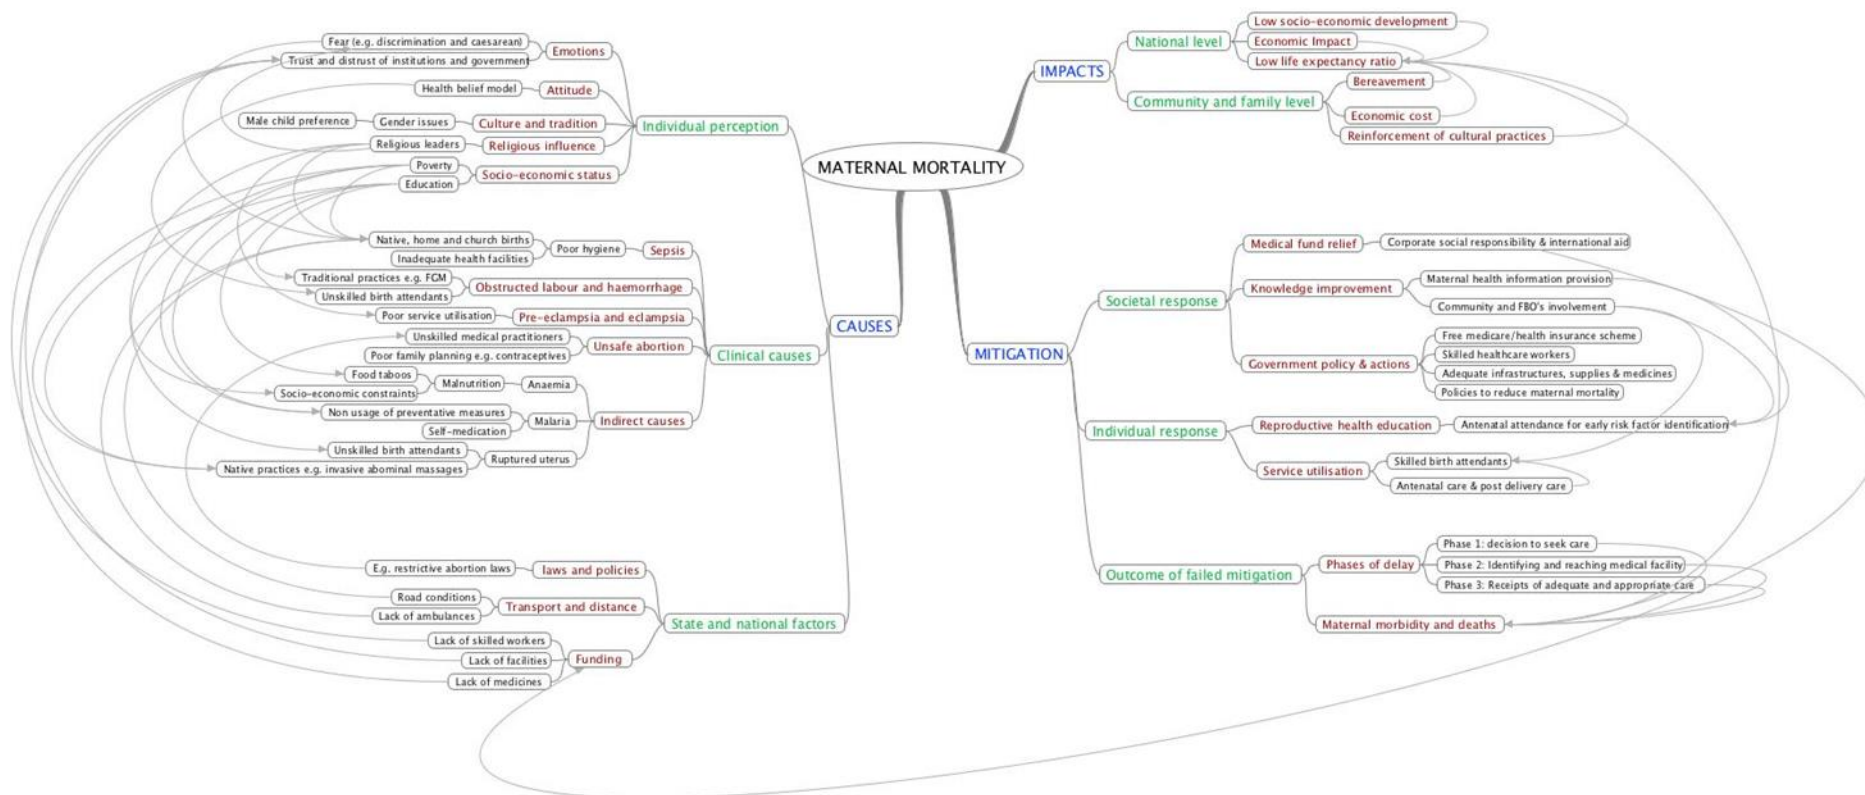 MATERNAL MORTALITY
IMPACTS
National level
Low socio-economic development
Economic Impact
Low life expectancy ratio
Community and family level
Bereavement
Economic cost
Reinforcement of cultural practices
CAUSES
Individual perception
Emotions
Fear (e.g. discrimination and caesarean)
Trust and distrust of institutions and government
Attitude
Health belief model
Culture and tradition
Gender issues
Male child preference
Religious influence
Religious leaders
Socio-economic status
Poverty
Education
Clinical causes
Sepsis
Poor hygiene
Native, home and church births
Inadequate health facilities
Obstructed labour and haemorrhage
Traditional practices e.g. FGM
Unskilled birth attendants
Pre-eclampsia and eclampsia
Poor service utilisation
Unsafe abortion
Unskilled medical practitioners
Poor family planning e.g. contraceptives
Indirect causes
Anaemia
Malnutrition
Food taboos
Socio-economic constraints
Malaria
Non usage of preventative measures
Self-medication
Ruptured uterus
Unskilled birth attendants
Native practices e.g. invasive abominal massages
State and national factors
laws and policies
E.g. restrictive abortion laws
Transport and distance
Road conditions
Lack of ambulances
Funding
Lack of skilled workers
Lack of facilities
Lack of medicines
MITIGATION
Societal response
Medical fund relief
Corporate social responsibility & international aid
Knowledge improvement
Maternal health information provision
Community and FBO's involvement
Government policy & actions
Free medicare/health insurance scheme
Skilled healthcare workers
Adequate infrastructures, supplies & medicines
Policies to reduce maternal mortality
Individual response
Reproductive health education
Antenatal attendance for early risk factor identification
Service utilisation
Skilled birth attendants
Antenatal care & post delivery care
Outcome of failed mitigation
Phases of delay
Phase 1: decision to seek care
Phase 2: Identifying and reaching medical facility
Phase 3: Receipts of adequate and appropriate care
Maternal morbidity and deaths